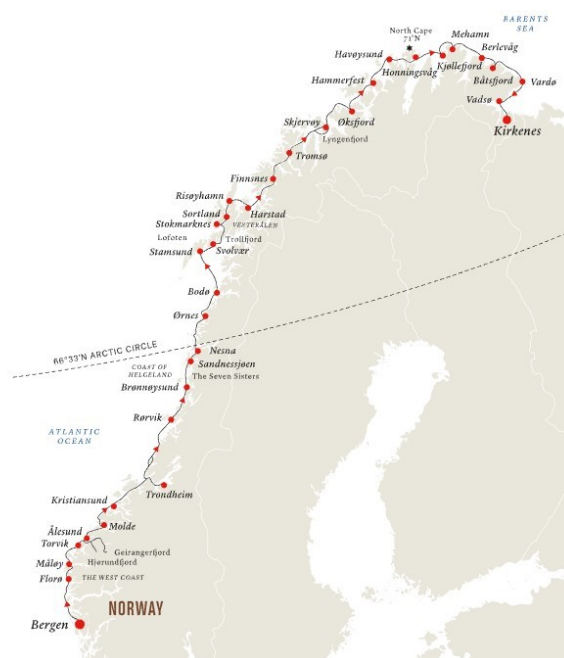 BARENTS
SEA
North Cape
71°N
Mehamn
Berlevåg
Havøysund
Honningsvåg
Kjøllefjord
Båtsfjord
Vardø
Hammerfest
Vadsø
Kirkenes
Skjervøy
Øksfjord
Lyngenfjord
Tromsø
Finnsnes
Risøyhamn
Sortland
Harstad
Stokmarknes
VESTERÅLEN
Lofoten
Trollfjord
Stamsund
Svolvær
Bodø
Ørnes
66°33'N ARCTIC CIRCLE
Nesna
COAST OF
HELGELAND
Sandnessjøen
The Seven Sisters
Brønnøysund
Rørvik
ATLANTIC
OCEAN
Trondheim
Kristiansund
Molde
Ålesund
Torvik
Geirangerfjord
Hjørundfjord
Måløy
Florø
THE WEST COAST
NORWAY
Bergen